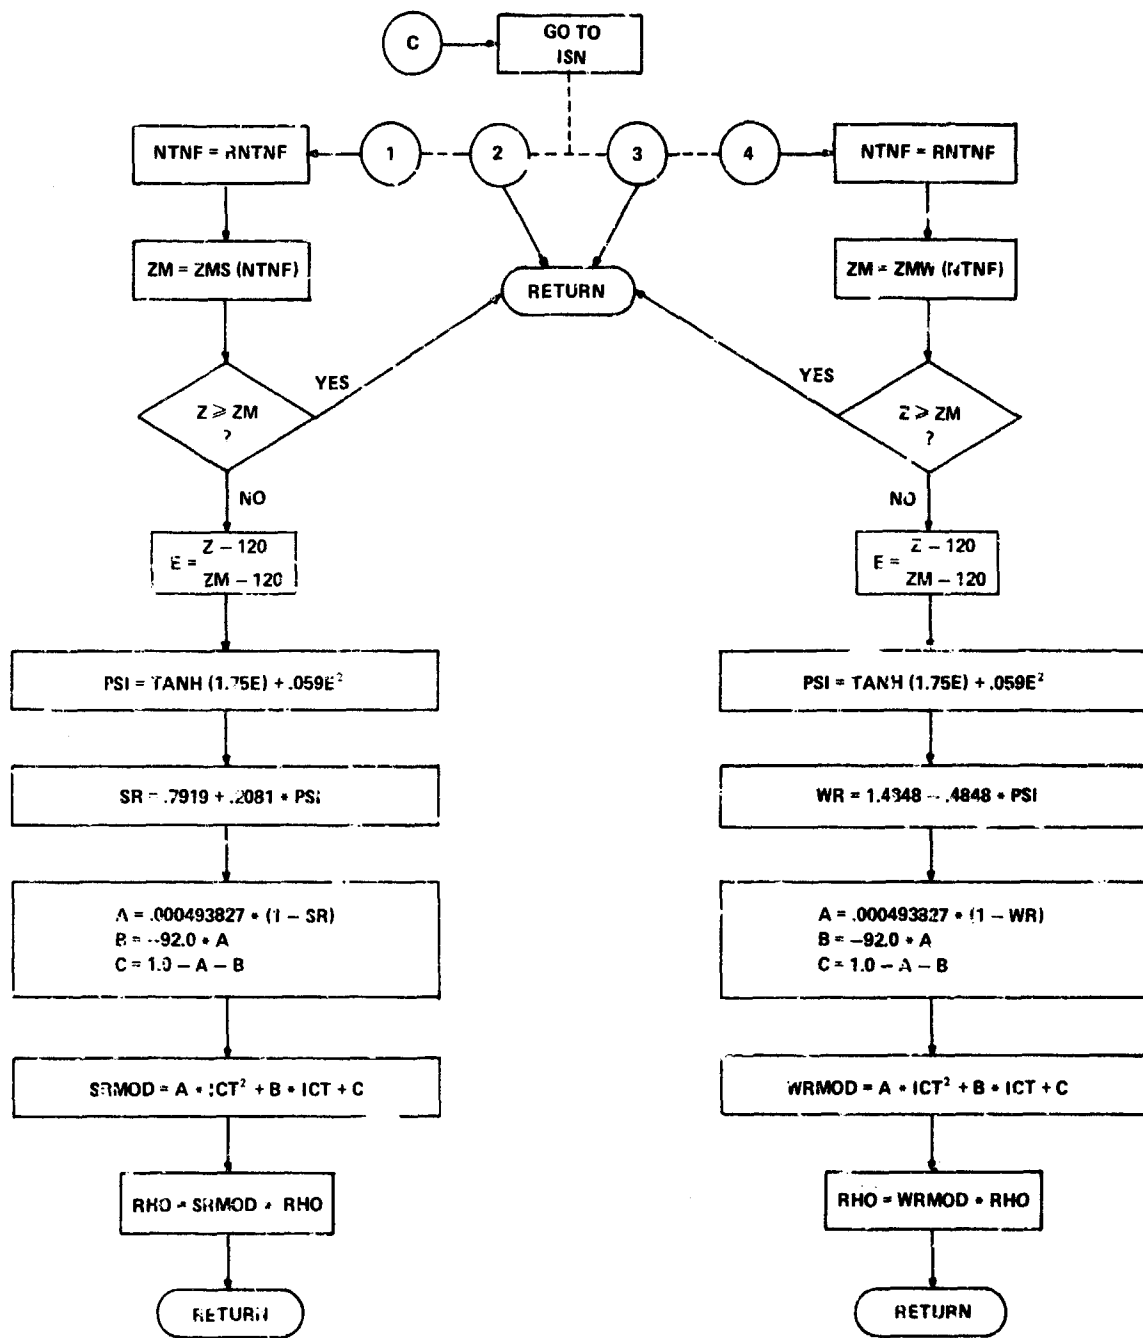 C
GO TO
ISN
NTNF = RNTNF
1
2
3
4
NTNF = RNTNF
ZM = ZMS (NTNF)
RETURN
ZM = ZMW (NTNF)
YES
YES
Z ⩾ ZM
?
Z ⩾ ZM
?
NO
NO
E = Z – 120
ZM – 120
E = Z – 120
ZM – 120
PSI = TANH (1.75E) + .059E²
PSI = TANH (1.75E) + .059E²
SR = .7919 + .2081 * PSI
WR = 1.4848 – .4848 * PSI
A = .000493827 * (1 – SR)
B = –92.0 * A
C = 1.0 – A – B
A = .000493827 * (1 – WR)
B = –92.0 * A
C = 1.0 – A – B
SRMOD = A * ICT² + B * ICT + C
WRMOD = A * ICT² + B * ICT + C
RHO = SRMOD * RHO
RHO = WRMOD * RHO
RETURN
RETURN